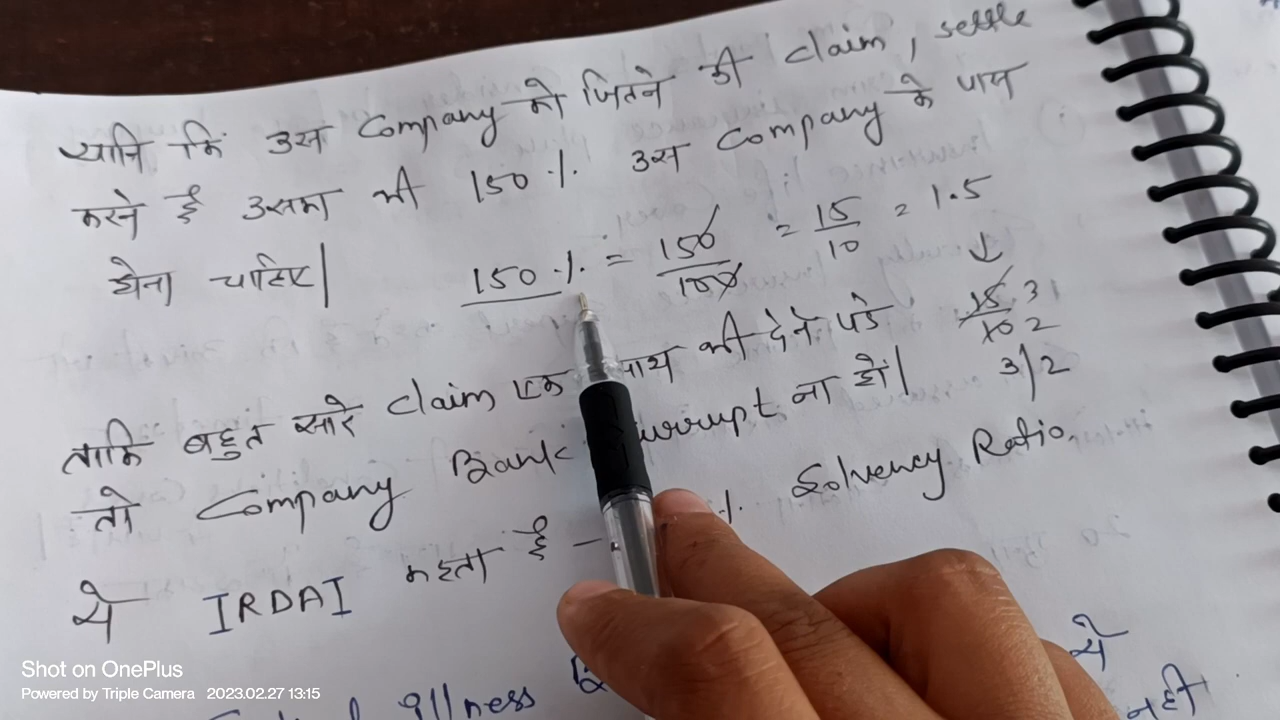 यानि कि उस Company को जितने भी claim, settle
करने है उसका भी 150 %. उस Company के पास
होना चाहिए|
150 %. = 150/100 = 15/10 = 1.5
↓
15/10 3/2
ताकि बहुत सारे claim एक साथ भी देने पडे
3/2
तो Company Bank urrupt ना हो|
ये IRDAI कहता है – %. Solvency Ratio.
illness
ये
नही
Shot on OnePlus
Powered by Triple Camera 2023.02.27 13:15